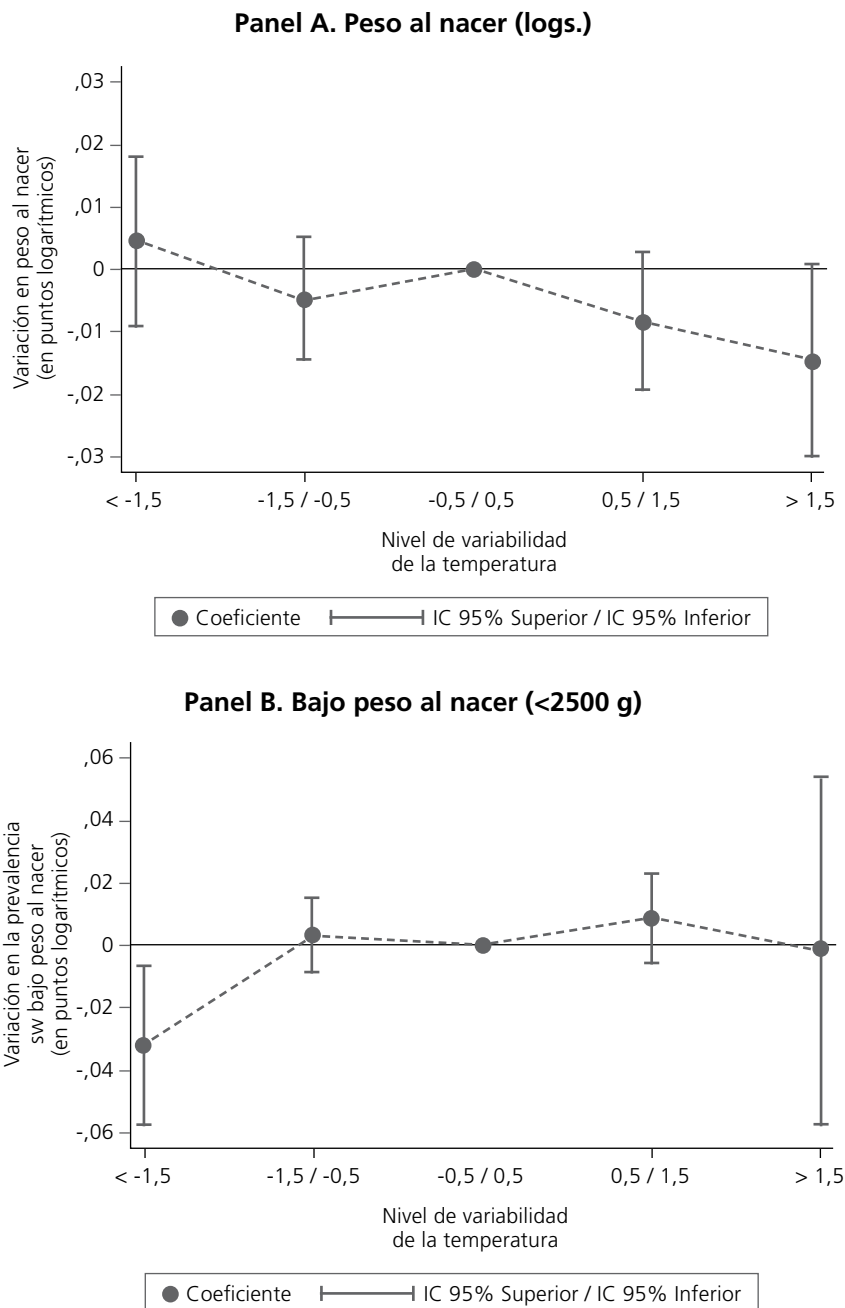 Panel A. Peso al nacer (logs.)
Variación en peso al nacer
(en puntos logarítmicos)
,03
,02
,01
0
-,01
-,02
-,03
< -1,5
-1,5 / -0,5
-0,5 / 0,5
0,5 / 1,5
> 1,5
Nivel de variabilidad
de la temperatura
Coeficiente
IC 95% Superior / IC 95% Inferior
Panel B. Bajo peso al nacer (<2500 g)
Variación en la prevalencia
sw bajo peso al nacer
(en puntos logarítmicos)
,06
,04
,02
0
-,02
-,04
-,06
< -1,5
-1,5 / -0,5
-0,5 / 0,5
0,5 / 1,5
> 1,5
Nivel de variabilidad
de la temperatura
Coeficiente
IC 95% Superior / IC 95% Inferior